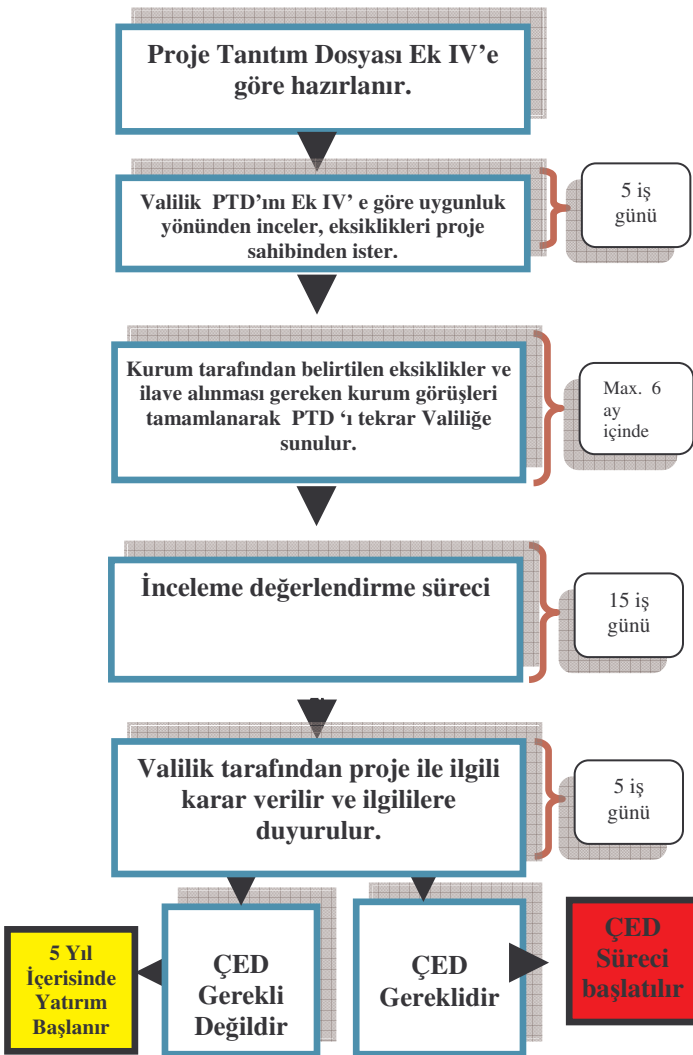 Proje Tanıtım Dosyası Ek IV’e
göre hazırlanır.
Valilik PTD’ını Ek IV’ e göre uygunluk
yönünden inceler, eksiklikleri proje
sahibinden ister.
5 iş
günü
Kurum tarafından belirtilen eksiklikler ve
ilave alınması gereken kurum görüşleri
tamamlanarak PTD ‘ı tekrar Valiliğe
sunulur.
Max. 6
ay
içinde
İnceleme değerlendirme süreci
15 iş
günü
Valilik tarafından proje ile ilgili
karar verilir ve ilgililere
duyurulur.
5 iş
günü
5 Yıl
İçerisinde
Yatırım
Başlanır
ÇED
Gerekli
Değildir
ÇED
Gereklidir
ÇED
Süreci
başlatılır